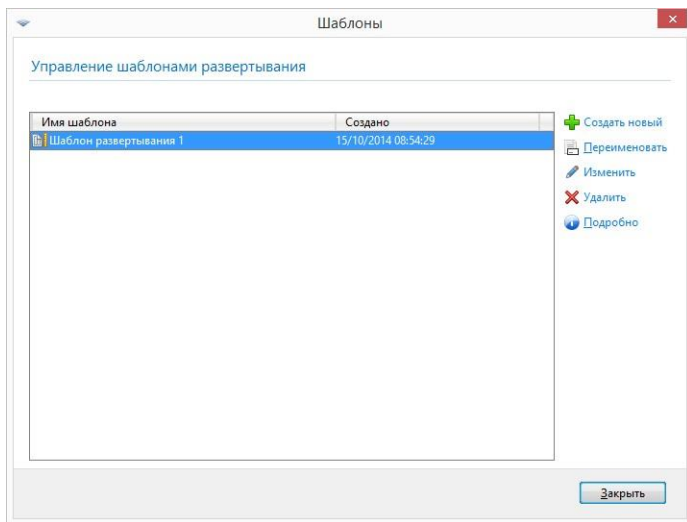 Шаблоны
Управление шаблонами развертывания
Имя шаблона Создано
Шаблон развертывания 1 15/10/2014 08:54:29
Создать новый
Переименовать
Изменить
Удалить
Подробно
Закрыть